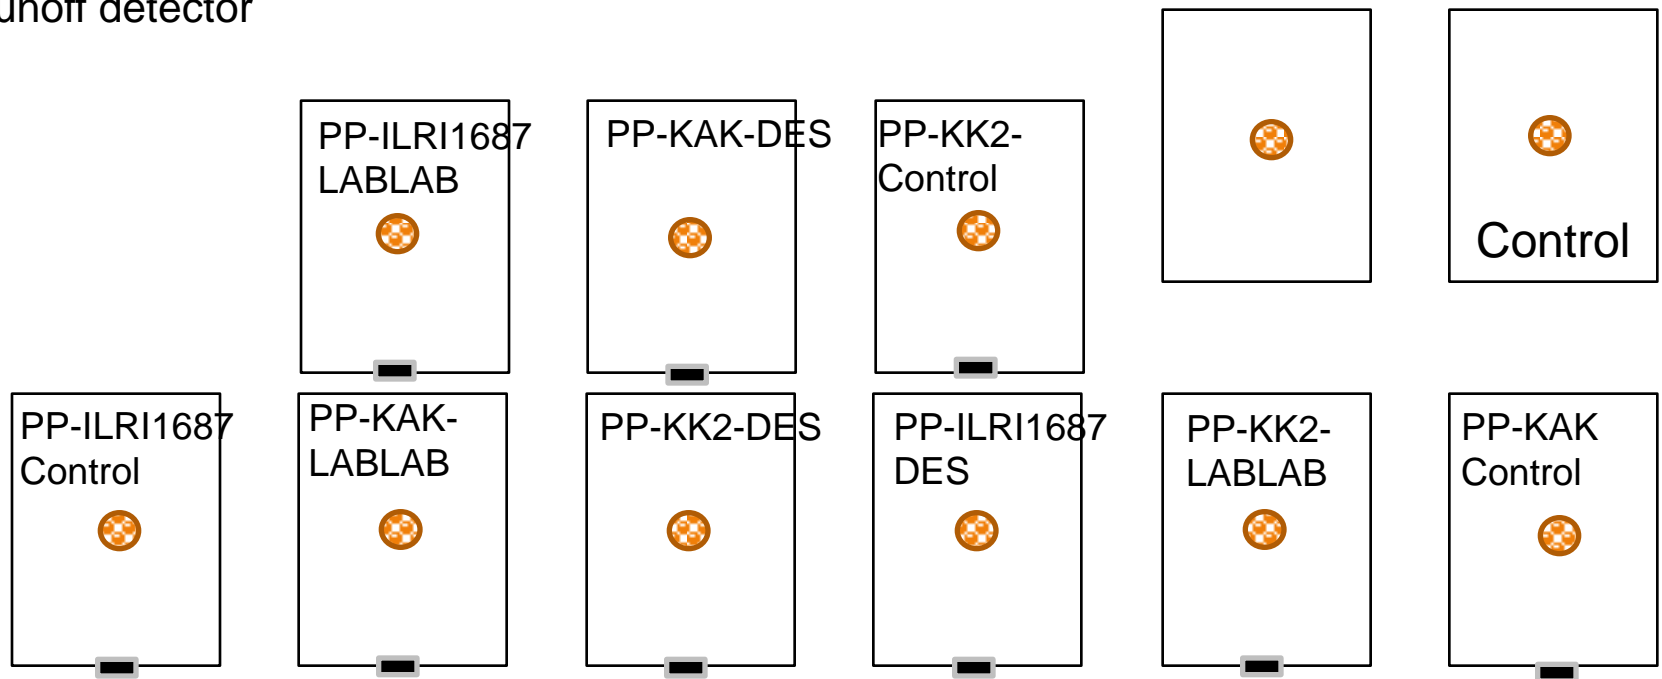 unoff detector
PP-ILRI1687
LABLAB
PP-KAK-DES
PP-KK2-
Control
Control
PP-ILRI1687
Control
PP-KAK-
LABLAB
PP-KK2-DES
PP-ILRI1687
DES
PP-KK2-
LABLAB
PP-KAK
Control